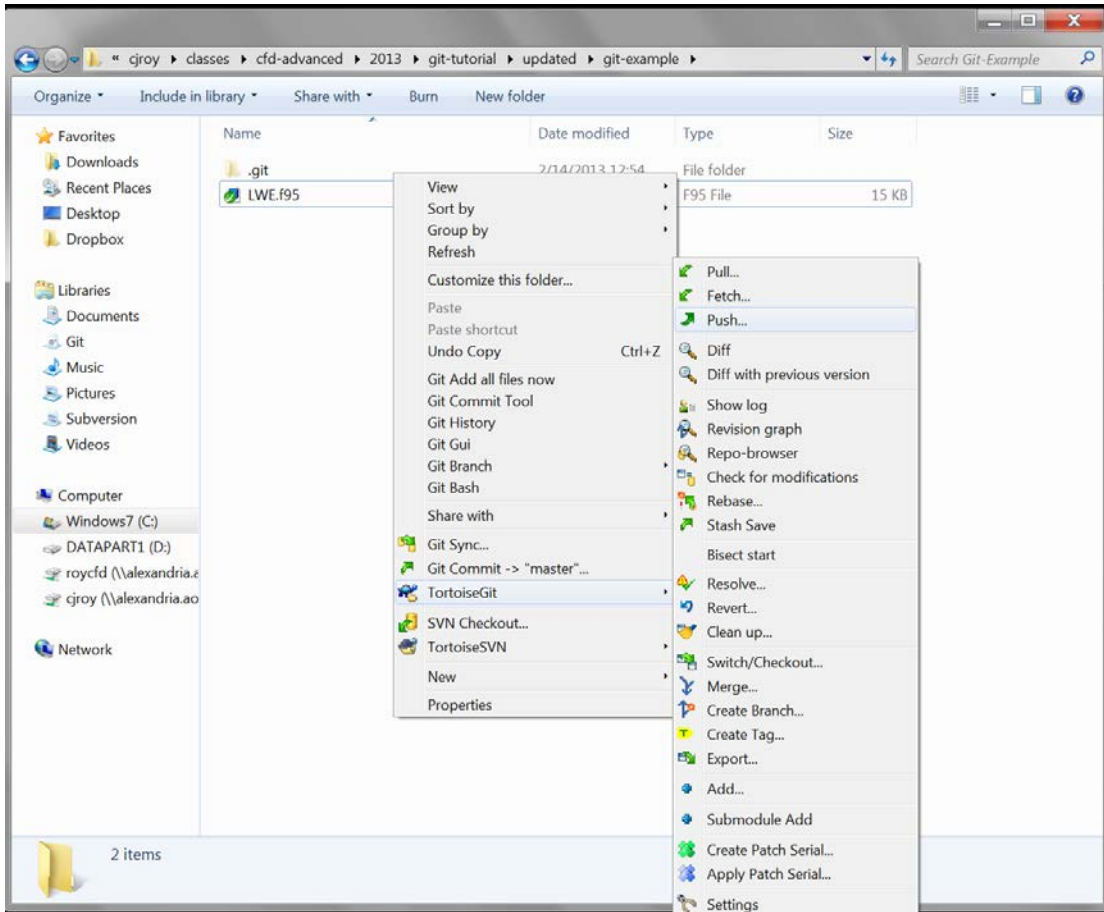 « cjroy ▸ classes ▸ cfd-advanced ▸ 2013 ▸ git-tutorial ▸ updated ▸ git-example ▸
Search Git-Example
Organize Include in library Share with Burn New folder
Favorites
Downloads
Recent Places
Desktop
Dropbox
Libraries
Documents
Git
Music
Pictures
Subversion
Videos
Computer
Windows7 (C:)
DATAPART1 (D:)
roycfd (\\alexandria.a
cjroy (\\alexandria.ao
Network
Name Date modified Type Size
.git 2/14/2013 12:54 File folder
LWE.f95 F95 File 15 KB
View
Sort by
Group by
Refresh
Customize this folder...
Paste
Paste shortcut
Undo Copy Ctrl+Z
Git Add all files now
Git Commit Tool
Git History
Git Gui
Git Branch
Git Bash
Share with
Git Sync...
Git Commit -> "master"...
TortoiseGit
SVN Checkout...
TortoiseSVN
New
Properties
Pull...
Fetch...
Push...
Diff
Diff with previous version
Show log
Revision graph
Repo-browser
Check for modifications
Rebase...
Stash Save
Bisect start
Resolve...
Revert...
Clean up...
Switch/Checkout...
Merge...
Create Branch...
Create Tag...
Export...
Add...
Submodule Add
Create Patch Serial...
Apply Patch Serial...
Settings
2 items